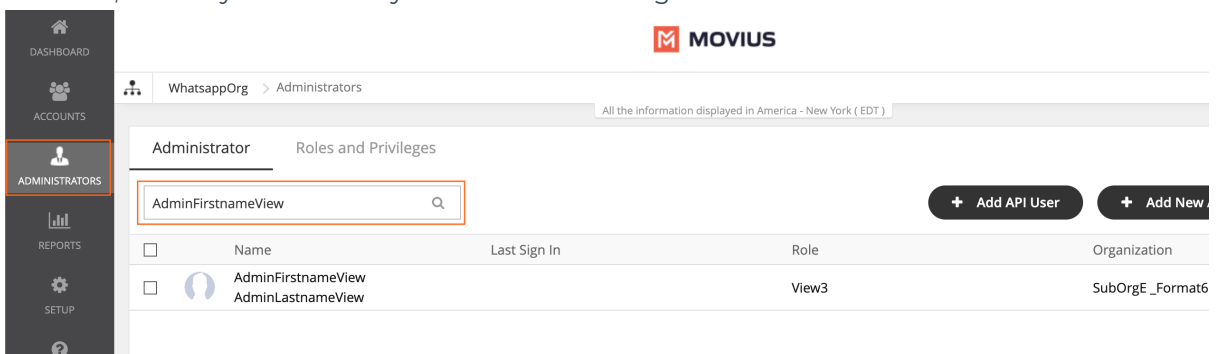 DASHBOARD
MOVIUS
WhatsappOrg > Administrators
ACCOUNTS
All the information displayed in America - New York ( EDT )
Administrator Roles and Privileges
ADMINISTRATORS
AdminFirstnameView
+ Add API User
+ Add New
REPORTS
Name Last Sign In Role Organization
AdminFirstnameView
AdminLastnameView
View3
SubOrgE _Format6
SETUP